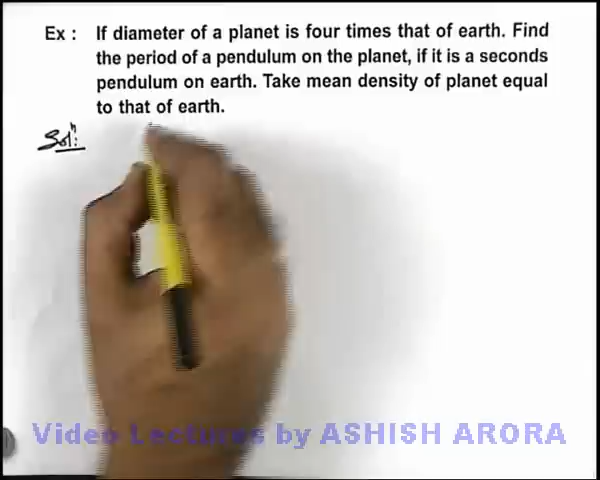 Ex : If diameter of a planet is four times that of earth. Find
the period of a pendulum on the planet, if it is a seconds
pendulum on earth. Take mean density of planet equal
to that of earth.
Solⁿ:
Video Lectures by ASHISH ARORA